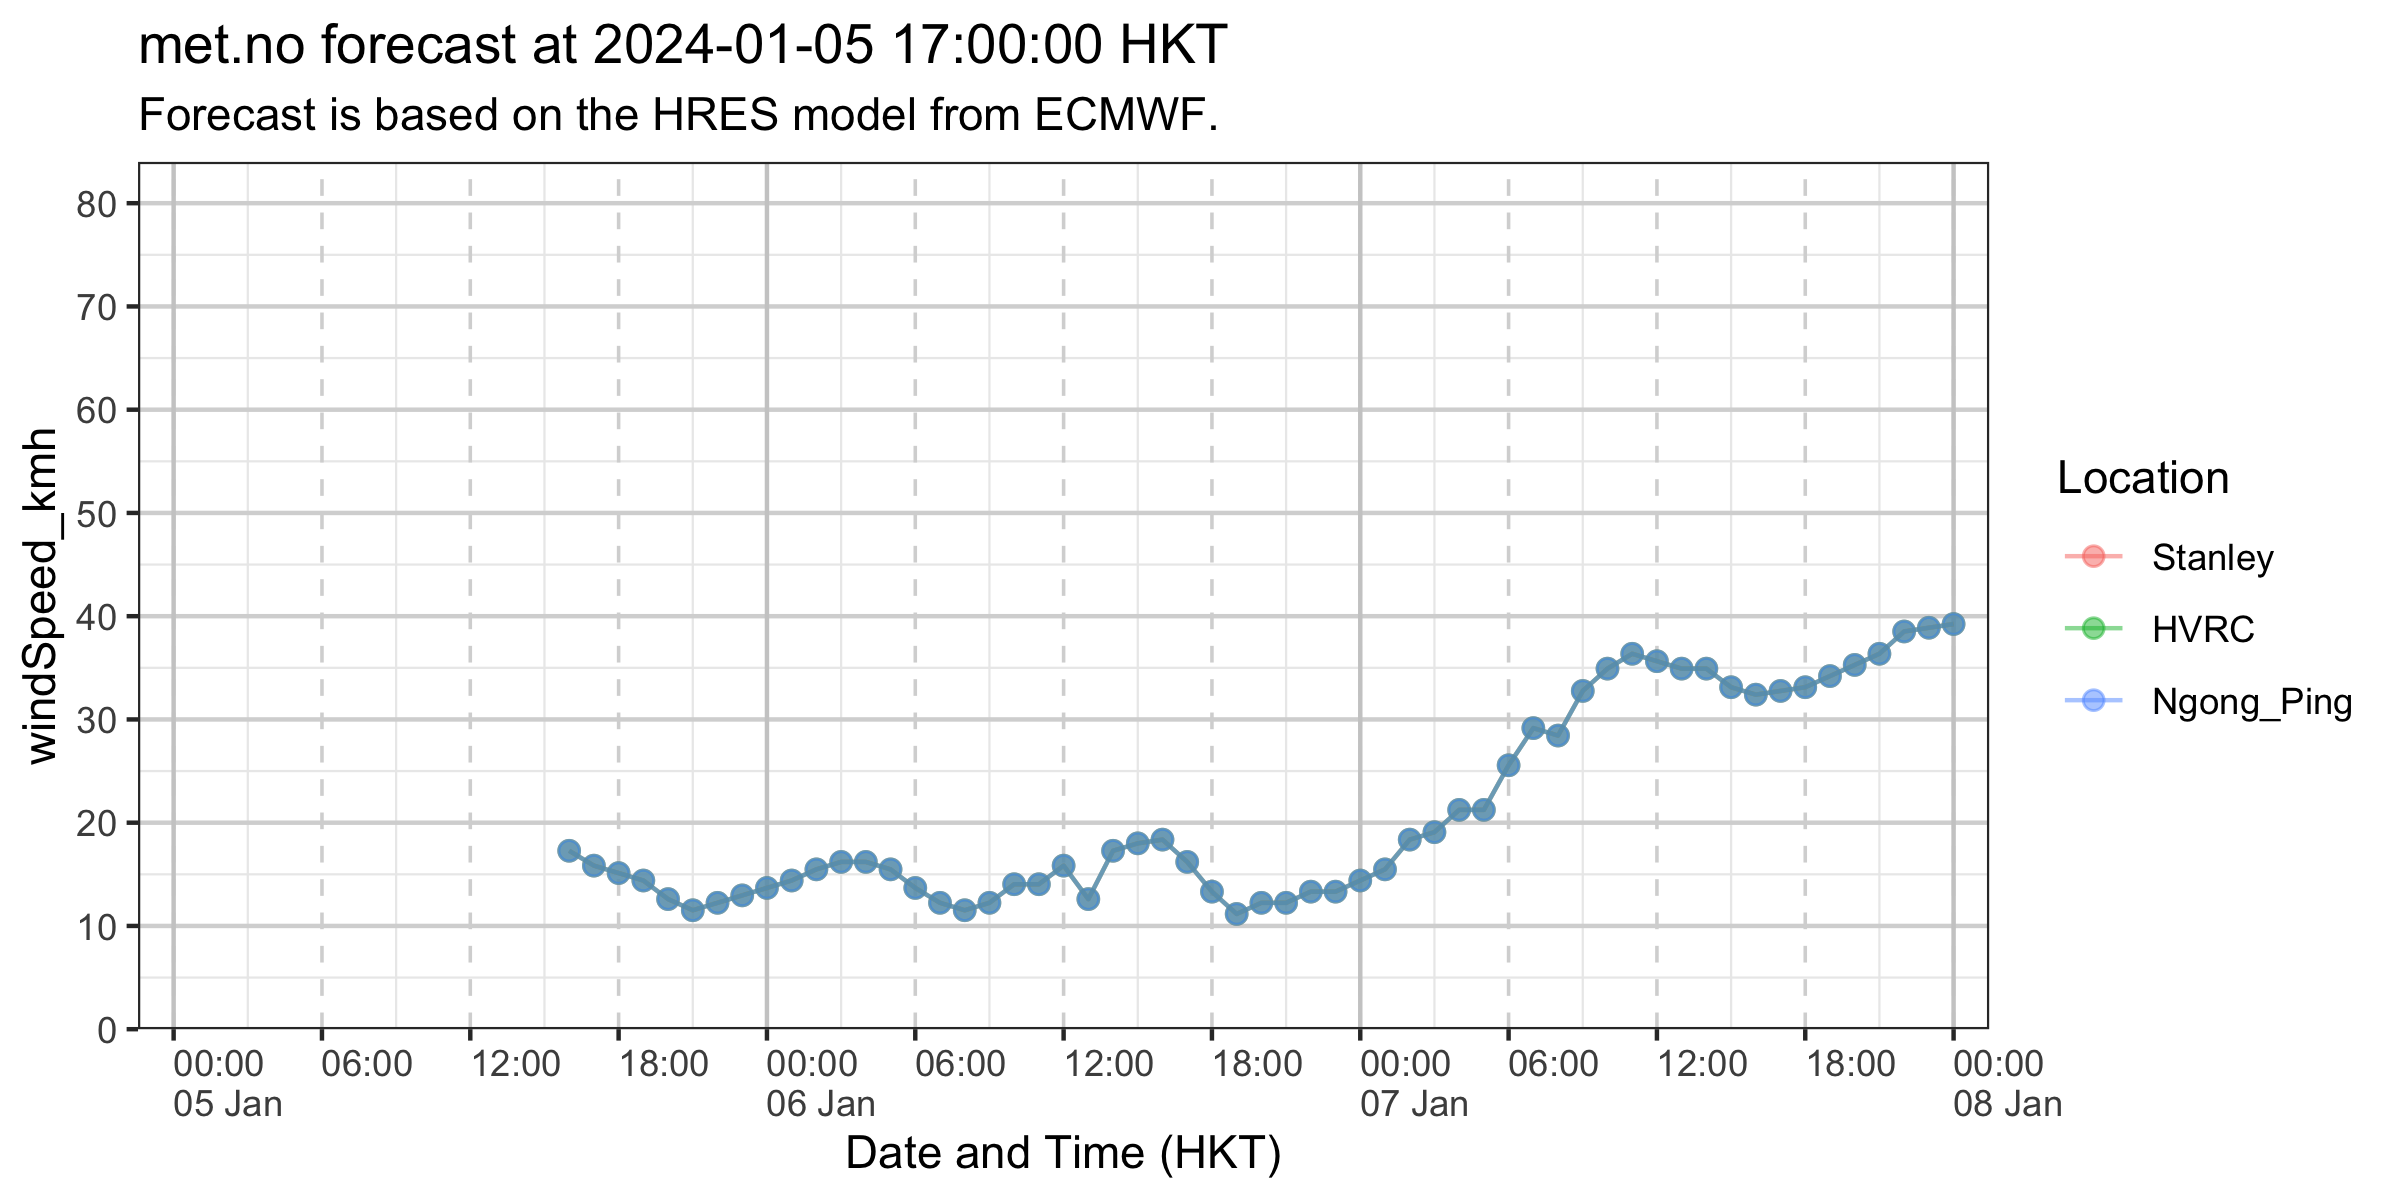 met.no forecast at 2024-01-05 17:00:00 HKT
Forecast is based on the HRES model from ECMWF.
windSpeed_kmh
80
70
60
50
40
30
20
10
0
00:00 06:00 12:00 18:00 00:00 06:00 12:00 18:00 00:00 06:00 12:00 18:00 00:00
05 Jan 06 Jan 07 Jan 08 Jan
Date and Time (HKT)
Location
Stanley
HVRC
Ngong_Ping